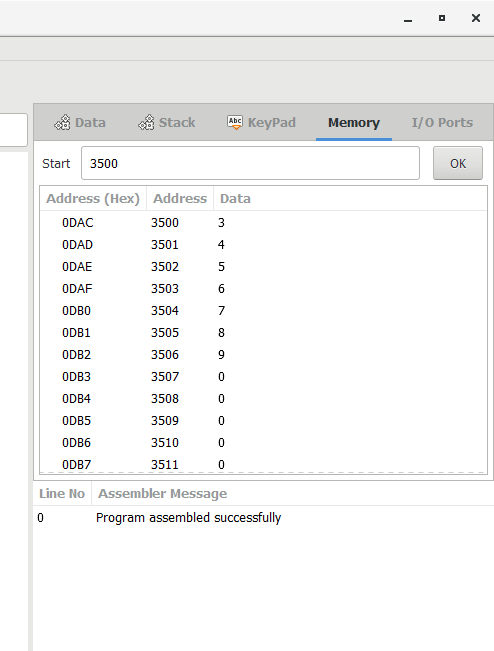 Data Stack Abc KeyPad Memory I/O Ports
Start 3500 OK
Address (Hex) Address Data
0DAC 3500 3
0DAD 3501 4
0DAE 3502 5
0DAF 3503 6
0DB0 3504 7
0DB1 3505 8
0DB2 3506 9
0DB3 3507 0
0DB4 3508 0
0DB5 3509 0
0DB6 3510 0
0DB7 3511 0
Line No Assembler Message
0 Program assembled successfully